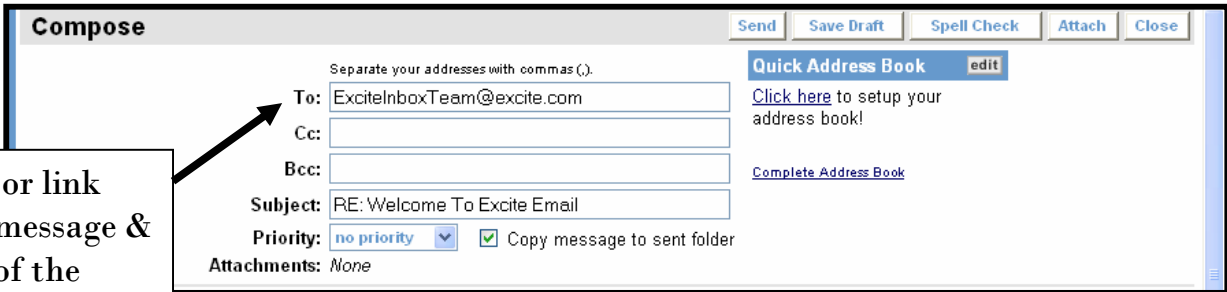 Compose
Send
Save Draft
Spell Check
Attach
Close
Separate your addresses with commas (,).
To: ExciteInboxTeam@excite.com
Cc:
Bcc:
Subject: RE: Welcome To Excite Email
Priority: no priority Copy message to sent folder
Attachments: None
Quick Address Book edit
Click here to setup your
address book!
Complete Address Book
or link
message &
of the